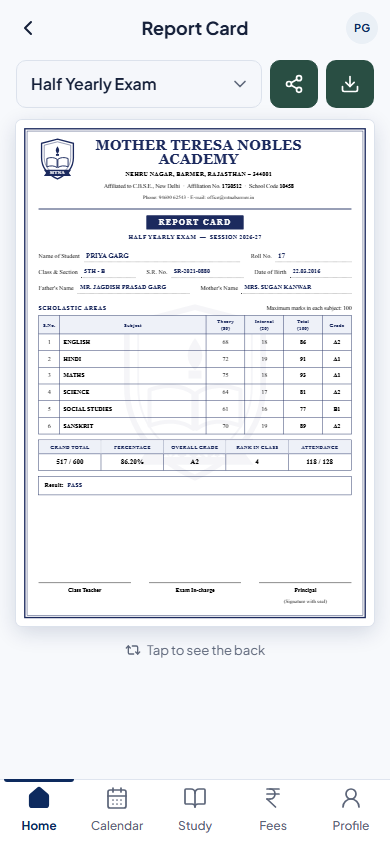 Report Card
PG
Half Yearly Exam
MTNA
MOTHER TERESA NOBLES
ACADEMY
NEHRU NAGAR, BARMER, RAJASTHAN – 344001
Affiliated to C.B.S.E., New Delhi Affiliation No. 1730512 School Code 10458
REPORT CARD
HALF YEARLY EXAM — SESSION 2026-27
Name of Student PRIYA GARG Roll No. 17
Class & Section 5TH - B S.R. No. SR-2021-0880 Date of Birth 22.03.2016
Father's Name MR. JAGDISH PRASAD GARG Mother's Name MRS. SUGAN KANWAR
SCHOLASTIC AREAS Maximum marks in each subject: 100
S.No. Subject Theory (80) Internal (20) Total (100) Grade
1 ENGLISH 68 18 86 A2
2 HINDI 72 19 91 A1
3 MATHS 75 18 93 A1
4 SCIENCE 64 17 81 A2
5 SOCIAL STUDIES 61 16 77 B1
6 SANSKRIT 70 19 89 A2
GRAND TOTAL PERCENTAGE OVERALL GRADE RANK IN CLASS ATTENDANCE
517 / 600 86.20% A2 4 118 / 128
Result: PASS
Class Teacher Exam In-charge Principal
(Signature with seal)
Tap to see the back
Home Calendar Study Fees Profile